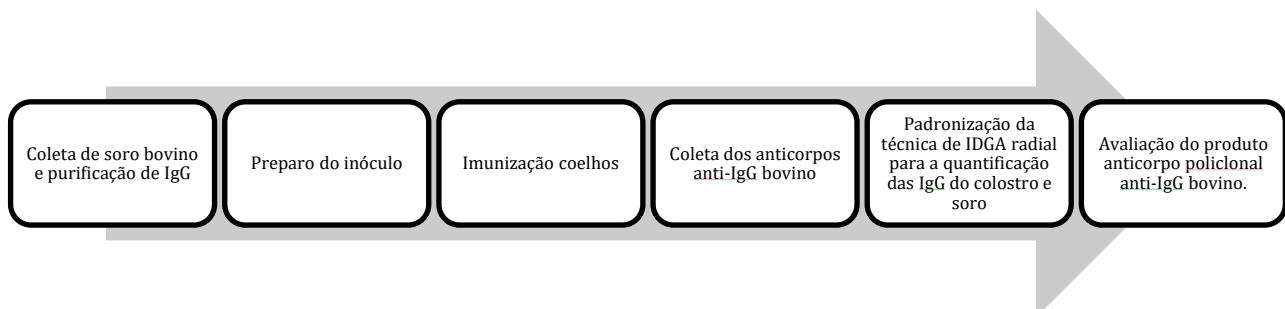 Coleta de soro bovino
e purificação de IgG
Preparo do inóculo
Imunização coelhos
Coleta dos anticorpos
anti-IgG bovino
Padronização da
técnica de IDGA radial
para a quantificação
das IgG do colostro e
soro
Avaliação do produto
anticorpo policlonal
anti-IgG bovino.